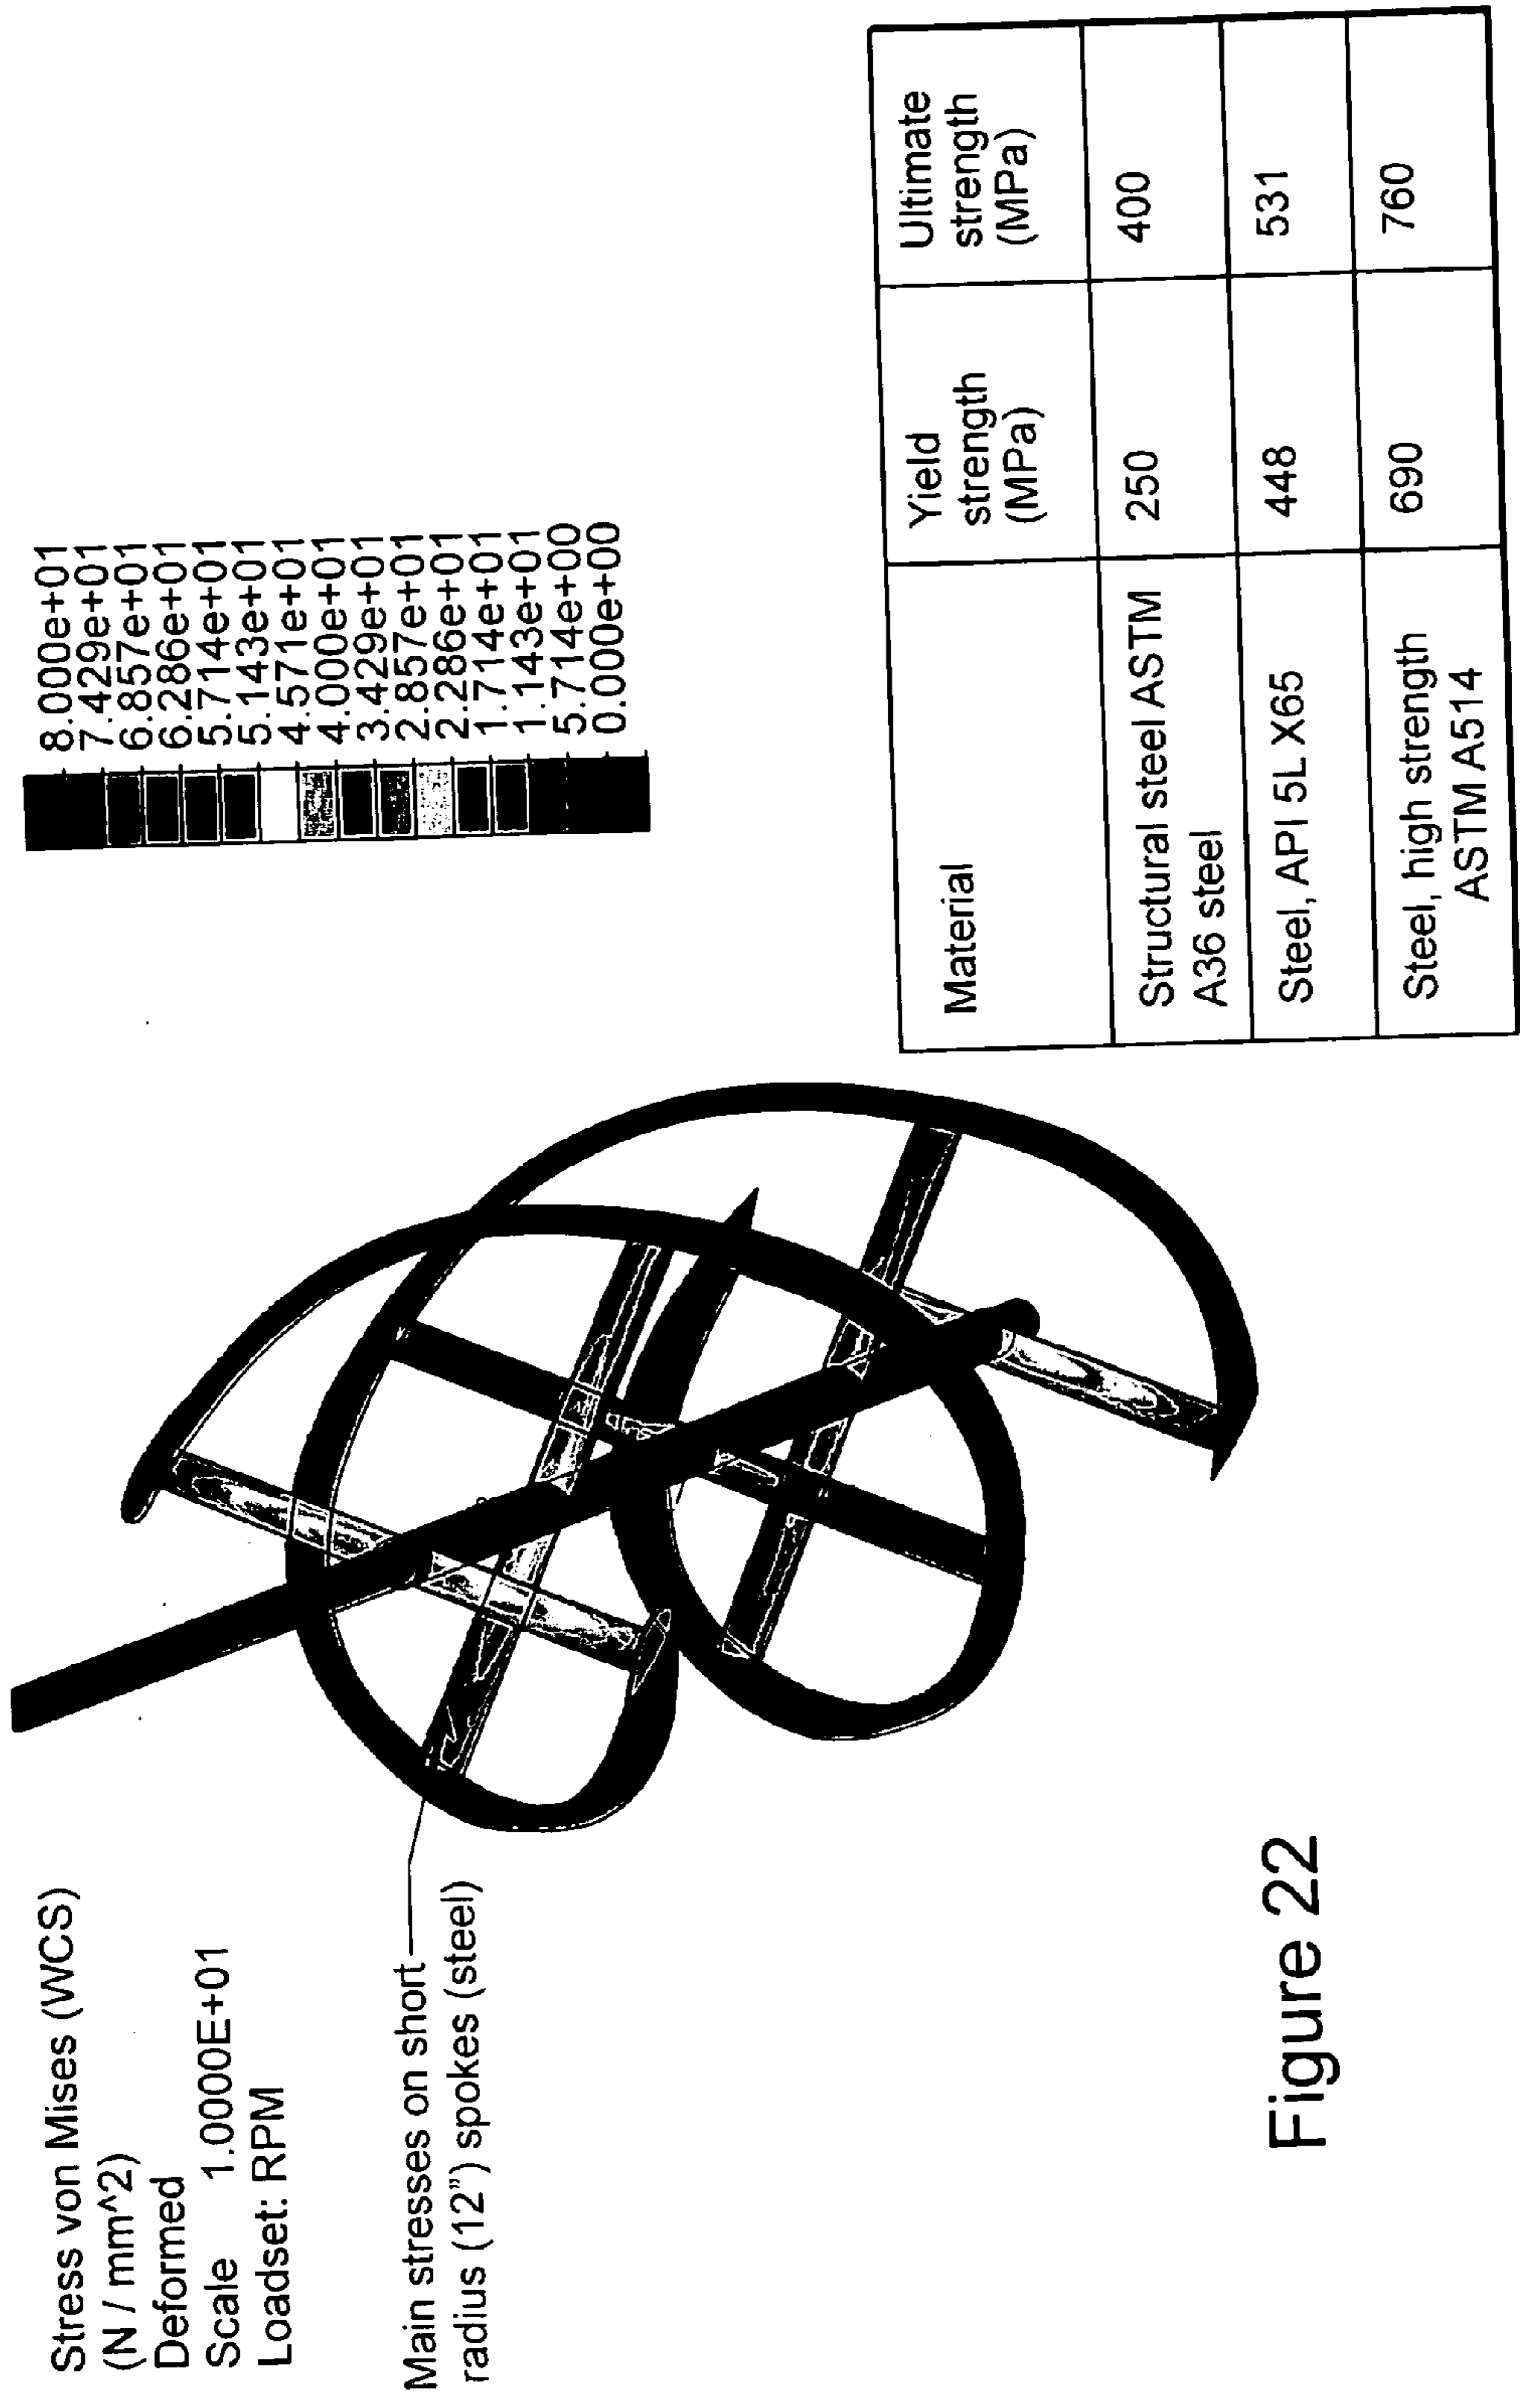 Stress von Mises (WCS)
(N / mm^2)
Deformed
Scale 1.0000E+01
Loadset: RPM
Main stresses on short
radius (12") spokes (steel)
8.000e+01
7.429e+01
6.857e+01
6.286e+01
5.714e+01
5.143e+01
4.571e+01
4.000e+01
3.429e+01
2.857e+01
2.286e+01
1.714e+01
1.143e+01
5.714e+00
0.000e+00
Material
Yield
strength
(MPa)
Ultimate
strength
(MPa)
Structural steel ASTM
A36 steel
250
400
Steel, API 5L X65
448
531
Steel, high strength
ASTM A514
690
760
Figure 22